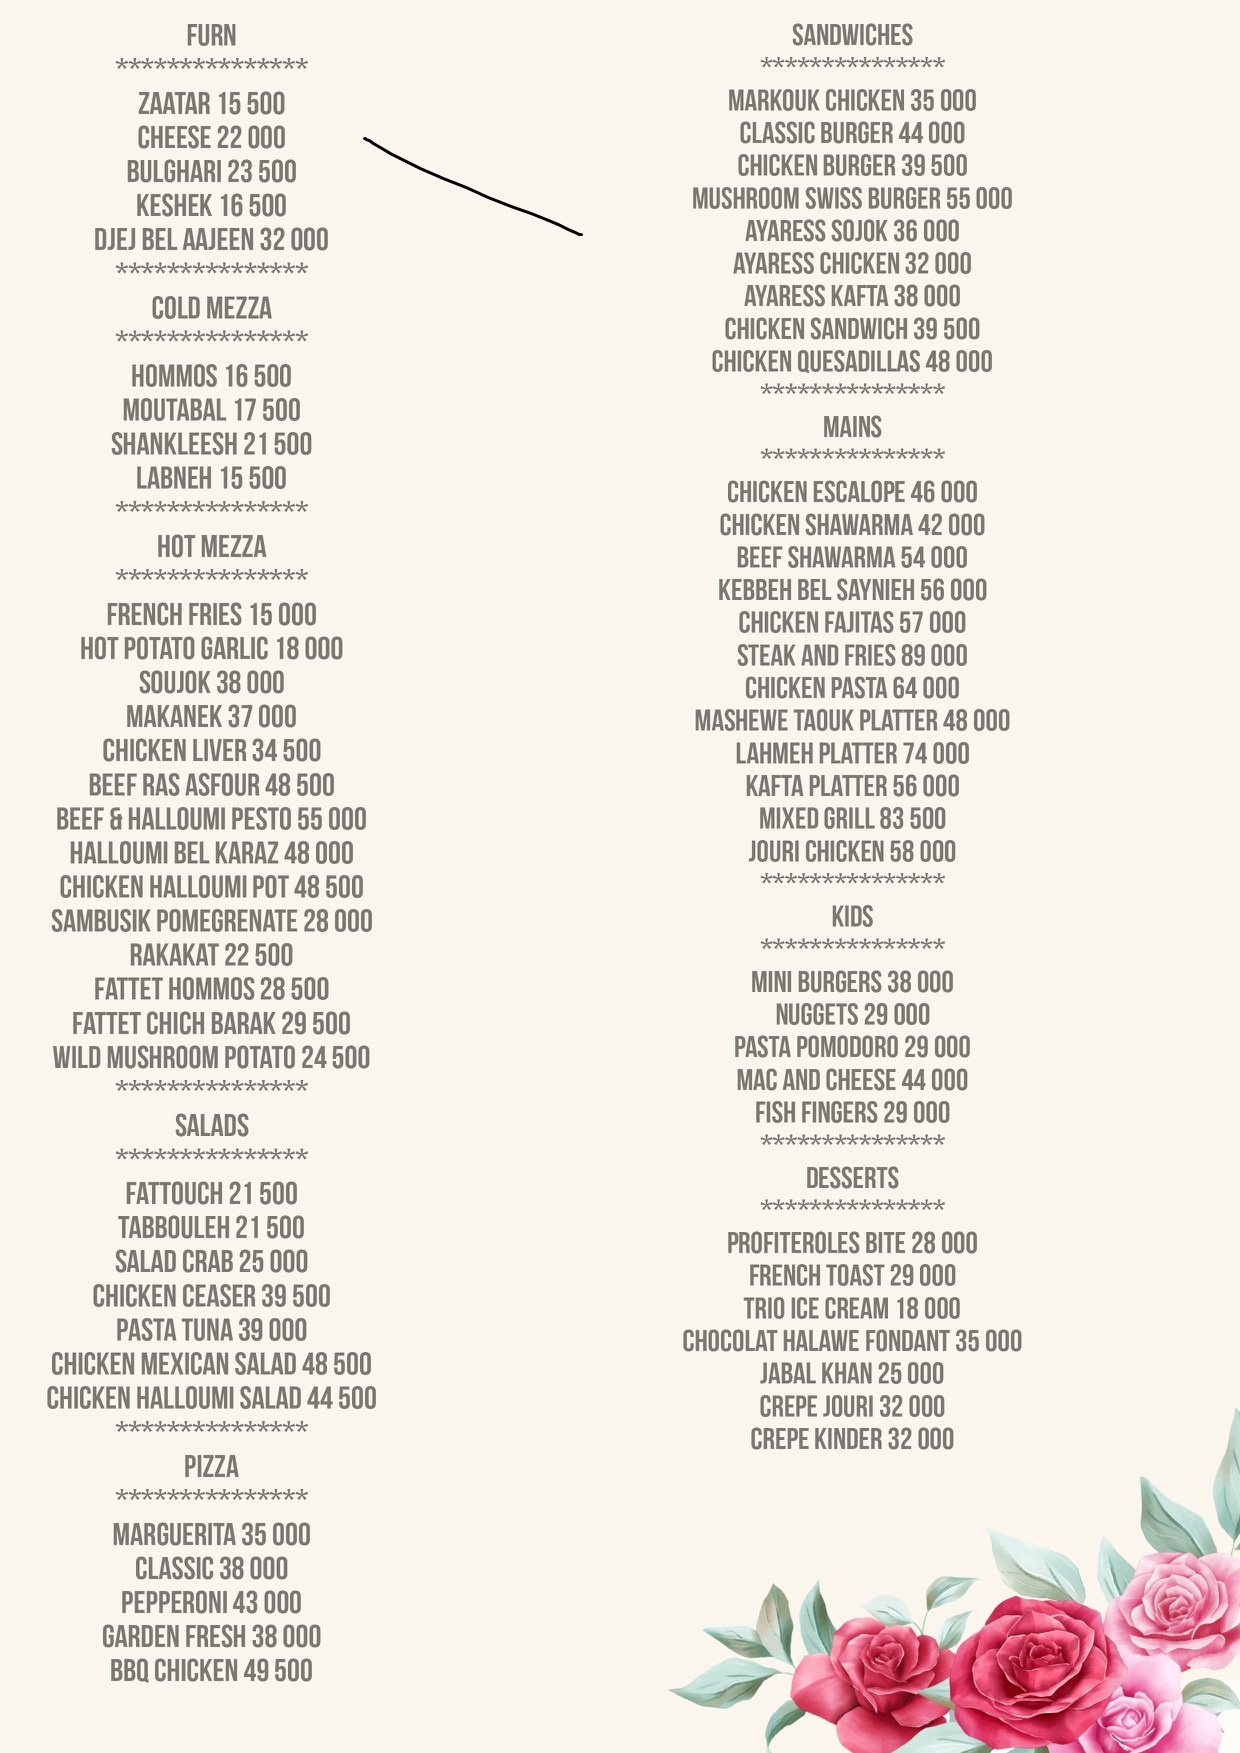 FURN
***************
ZAATAR 15 500
CHEESE 22 000
BULGHARI 23 500
KESHEK 16 500
DJEJ BEL AAJEEN 32 000
***************
COLD MEZZA
***************
HOMMOS 16 500
MOUTABAL 17 500
SHANKLEESH 21 500
LABNEH 15 500
***************
HOT MEZZA
***************
FRENCH FRIES 15 000
HOT POTATO GARLIC 18 000
SOUJOK 38 000
MAKANEK 37 000
CHICKEN LIVER 34 500
BEEF RAS ASFOUR 48 500
BEEF & HALLOUMI PESTO 55 000
HALLOUMI BEL KARAZ 48 000
CHICKEN HALLOUMI POT 48 500
SAMBUSIK POMEGRENATE 28 000
RAKAKAT 22 500
FATTET HOMMOS 28 500
FATTET CHICH BARAK 29 500
WILD MUSHROOM POTATO 24 500
***************
SALADS
***************
FATTOUCH 21 500
TABBOULEH 21 500
SALAD CRAB 25 000
CHICKEN CEASER 39 500
PASTA TUNA 39 000
CHICKEN MEXICAN SALAD 48 500
CHICKEN HALLOUMI SALAD 44 500
***************
PIZZA
***************
MARGUERITA 35 000
CLASSIC 38 000
PEPPERONI 43 000
GARDEN FRESH 38 000
BBQ CHICKEN 49 500
SANDWICHES
***************
MARKOUK CHICKEN 35 000
CLASSIC BURGER 44 000
CHICKEN BURGER 39 500
MUSHROOM SWISS BURGER 55 000
AYARESS SOJOK 36 000
AYARESS CHICKEN 32 000
AYARESS KAFTA 38 000
CHICKEN SANDWICH 39 500
CHICKEN QUESADILLAS 48 000
***************
MAINS
***************
CHICKEN ESCALOPE 46 000
CHICKEN SHAWARMA 42 000
BEEF SHAWARMA 54 000
KEBBEH BEL SAYNIEH 56 000
CHICKEN FAJITAS 57 000
STEAK AND FRIES 89 000
CHICKEN PASTA 64 000
MASHEWE TAOUK PLATTER 48 000
LAHMEH PLATTER 74 000
KAFTA PLATTER 56 000
MIXED GRILL 83 500
JOURI CHICKEN 58 000
***************
KIDS
***************
MINI BURGERS 38 000
NUGGETS 29 000
PASTA POMODORO 29 000
MAC AND CHEESE 44 000
FISH FINGERS 29 000
***************
DESSERTS
***************
PROFITEROLES BITE 28 000
FRENCH TOAST 29 000
TRIO ICE CREAM 18 000
CHOCOLAT HALAWE FONDANT 35 000
JABAL KHAN 25 000
CREPE JOURI 32 000
CREPE KINDER 32 000